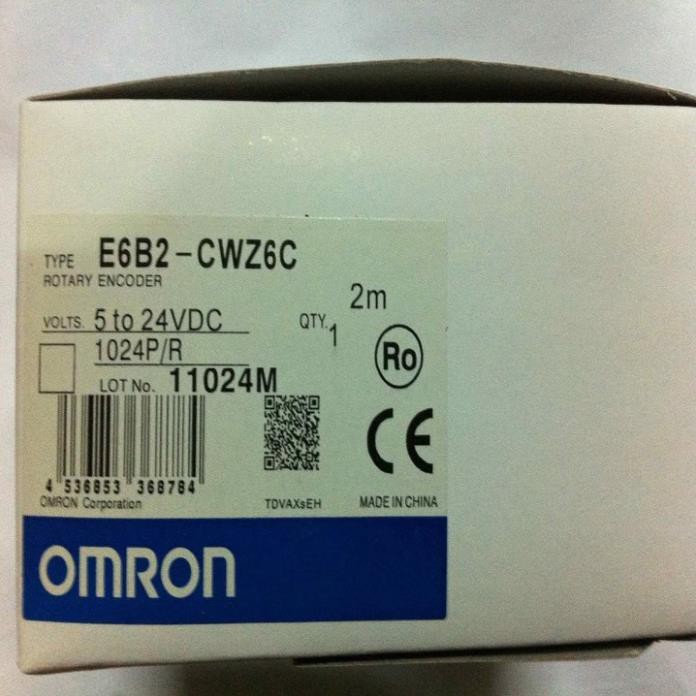 TYPE E6B2-CWZ6C
ROTARY ENCODER
2m
VOLTS. 5 to 24VDC QTY. 1
1024P/R
Ro
LOT No. 11024M
CE
4 536853 368784
OMRON Corporation TDVAXsEH MADE IN CHINA
OMRON